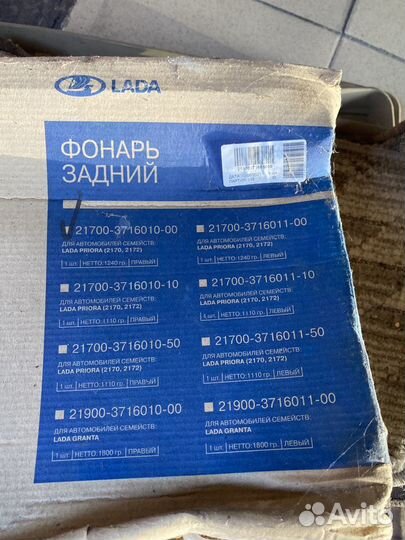 LADA
ФОНАРЬ
ЗАДНИЙ
21700-3716010-00
ДЛЯ АВТОМОБИЛЕЙ СЕМЕЙСТВ:
LADA PRIORA (2170, 2172)
1 шт. НЕТТО: 1240 гр. ПРАВЫЙ
21700-3716011-00
ДЛЯ АВТОМОБИЛЕЙ СЕМЕЙСТВ:
LADA PRIORA (2170, 2172)
1 шт. НЕТТО: 1240 гр. ЛЕВЫЙ
21700-3716010-10
ДЛЯ АВТОМОБИЛЕЙ СЕМЕЙСТВ:
LADA PRIORA (2170, 2172)
1 шт. НЕТТО: 1110 гр. ПРАВЫЙ
21700-3716011-10
ДЛЯ АВТОМОБИЛЕЙ СЕМЕЙСТВ:
LADA PRIORA (2170, 2172)
1 шт. НЕТТО: 1110 гр. ЛЕВЫЙ
21700-3716010-50
ДЛЯ АВТОМОБИЛЕЙ СЕМЕЙСТВ:
LADA PRIORA (2170, 2172)
1 шт. НЕТТО: 1110 гр. ПРАВЫЙ
21700-3716011-50
ДЛЯ АВТОМОБИЛЕЙ СЕМЕЙСТВ:
LADA PRIORA (2170, 2172)
1 шт. НЕТТО: 1110 гр. ЛЕВЫЙ
21900-3716010-00
ДЛЯ АВТОМОБИЛЕЙ СЕМЕЙСТВ:
LADA GRANTA
1 шт. НЕТТО: 1800 гр. ПРАВЫЙ
21900-3716011-00
ДЛЯ АВТОМОБИЛЕЙ СЕМЕЙСТВ:
LADA GRANTA
1 шт. НЕТТО: 1800 гр. ЛЕВЫЙ
Avito